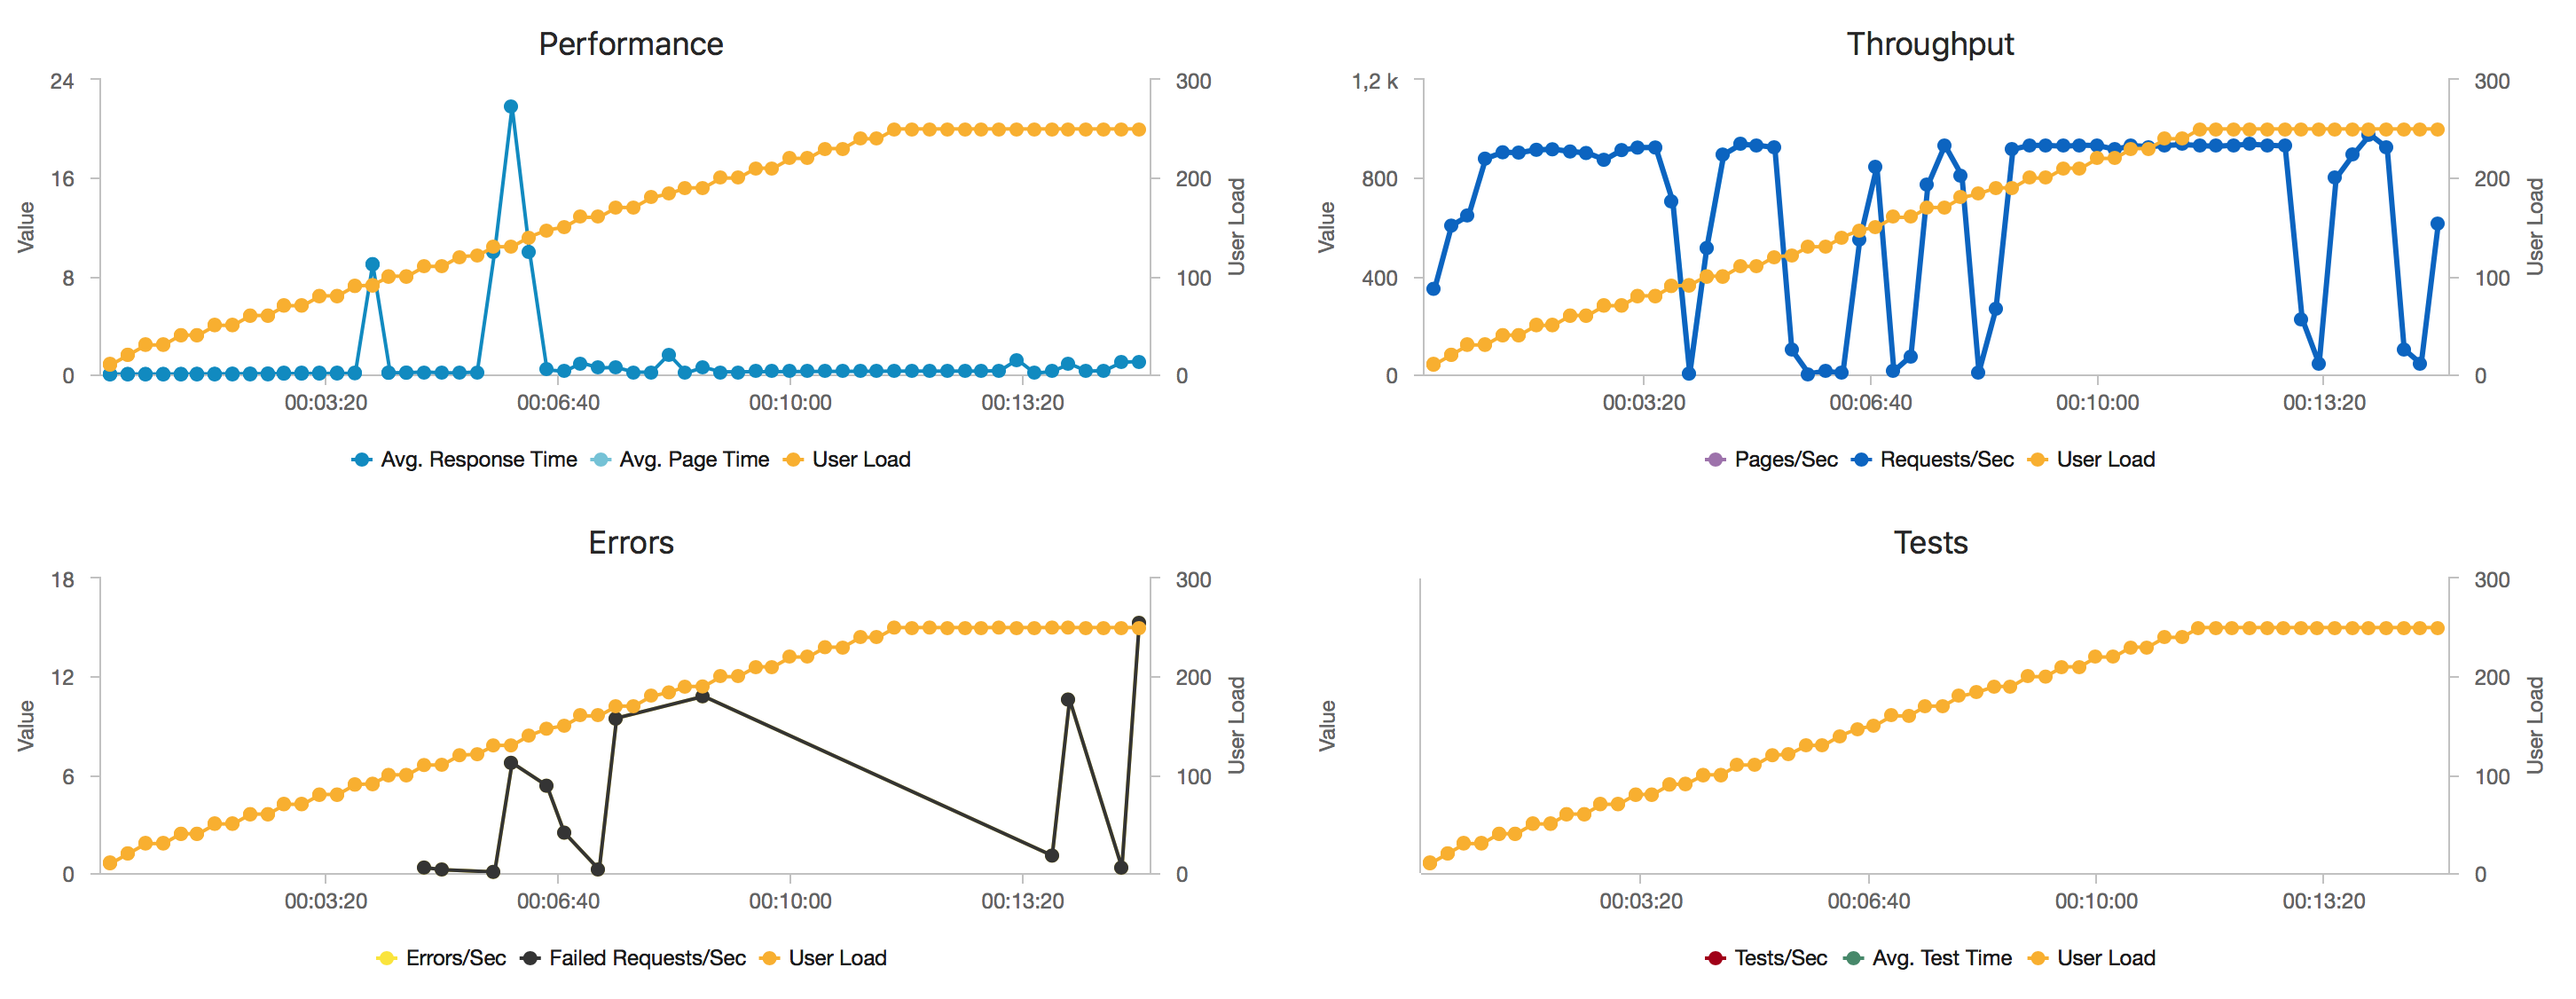 Performance
24
16
8
0
Value
300
200
100
0
User Load
00:03:20 00:06:40 00:10:00 00:13:20
Avg. Response Time Avg. Page Time User Load
Throughput
1,2 k
800
400
0
Value
300
200
100
0
User Load
00:03:20 00:06:40 00:10:00 00:13:20
Pages/Sec Requests/Sec User Load
Errors
18
12
6
0
Value
300
200
100
0
User Load
00:03:20 00:06:40 00:10:00 00:13:20
Errors/Sec Failed Requests/Sec User Load
Tests
Value
300
200
100
0
User Load
00:03:20 00:06:40 00:10:00 00:13:20
Tests/Sec Avg. Test Time User Load